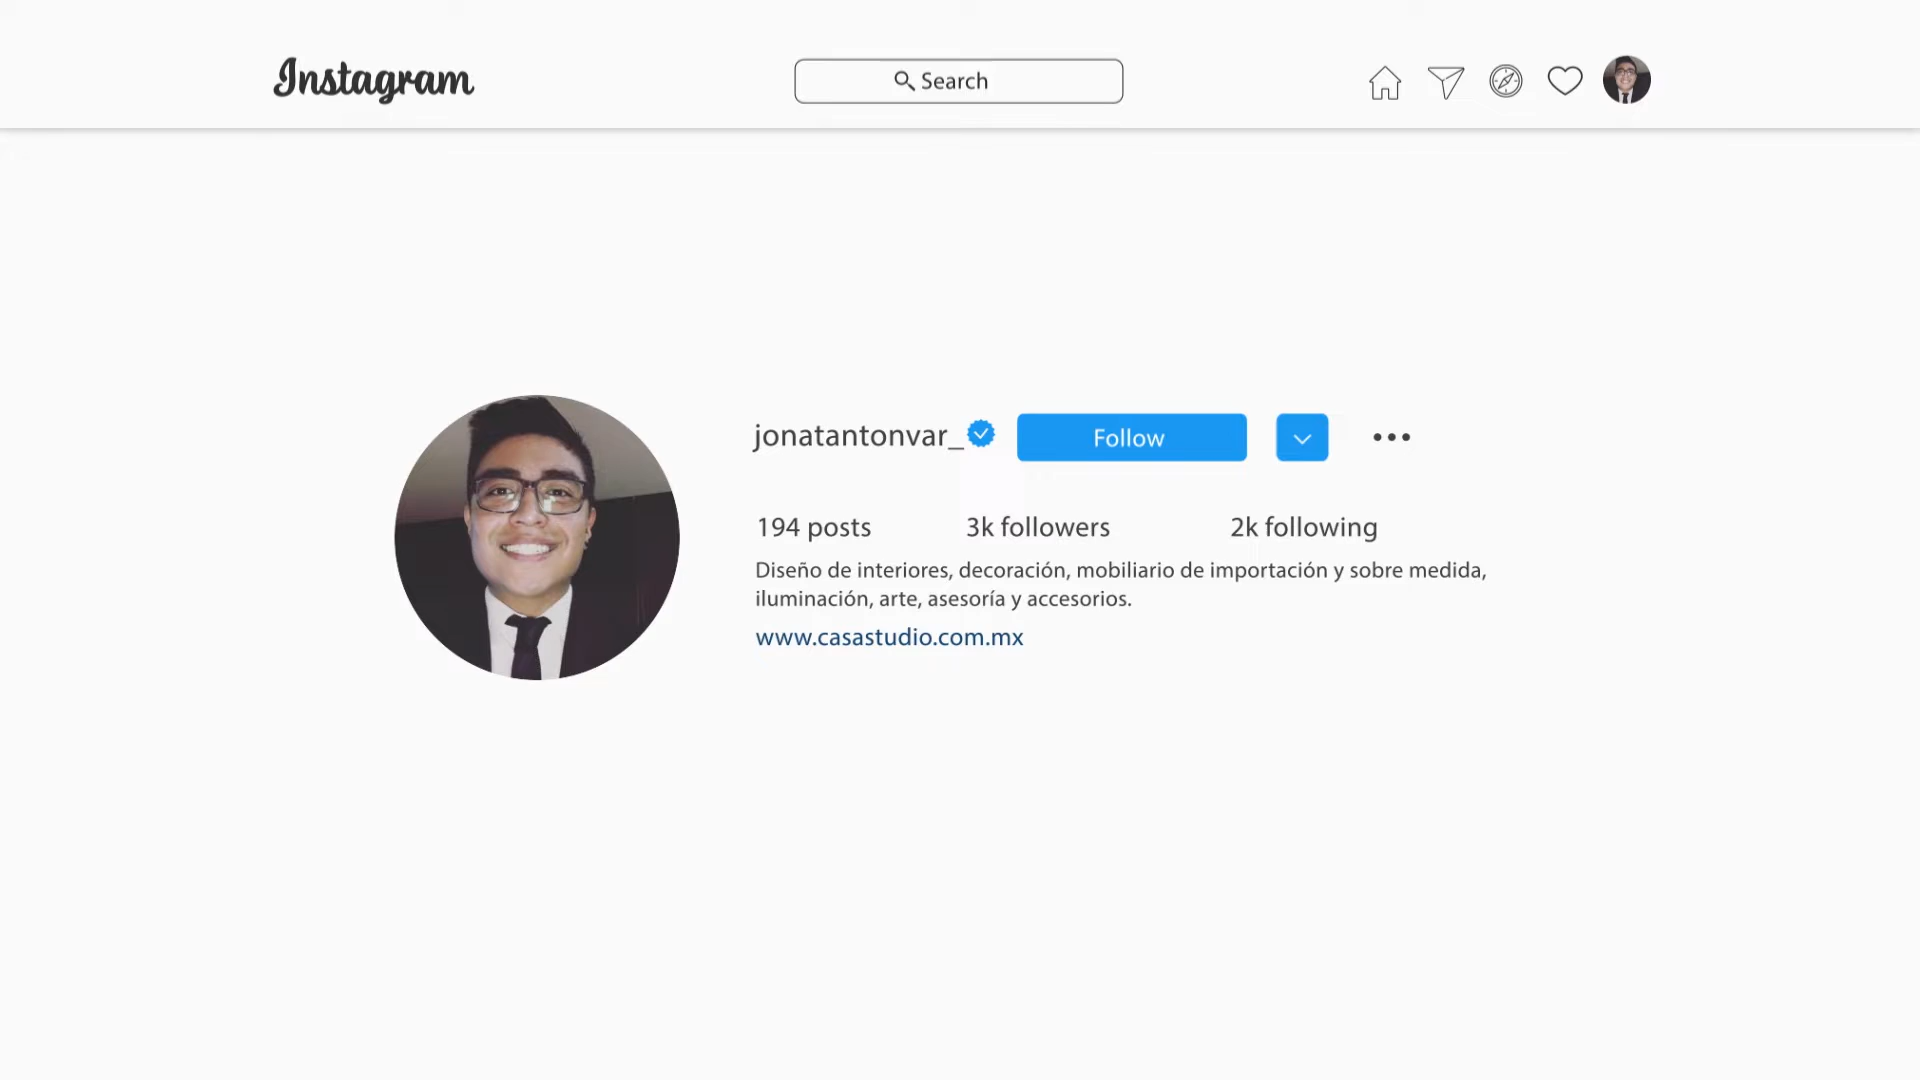 Instagram
Search
jonatantonvar_
Follow
194 posts
3k followers
2k following
Diseño de interiores, decoración, mobiliario de importación y sobre medida,
iluminación, arte, asesoría y accesorios.
www.casastudio.com.mx